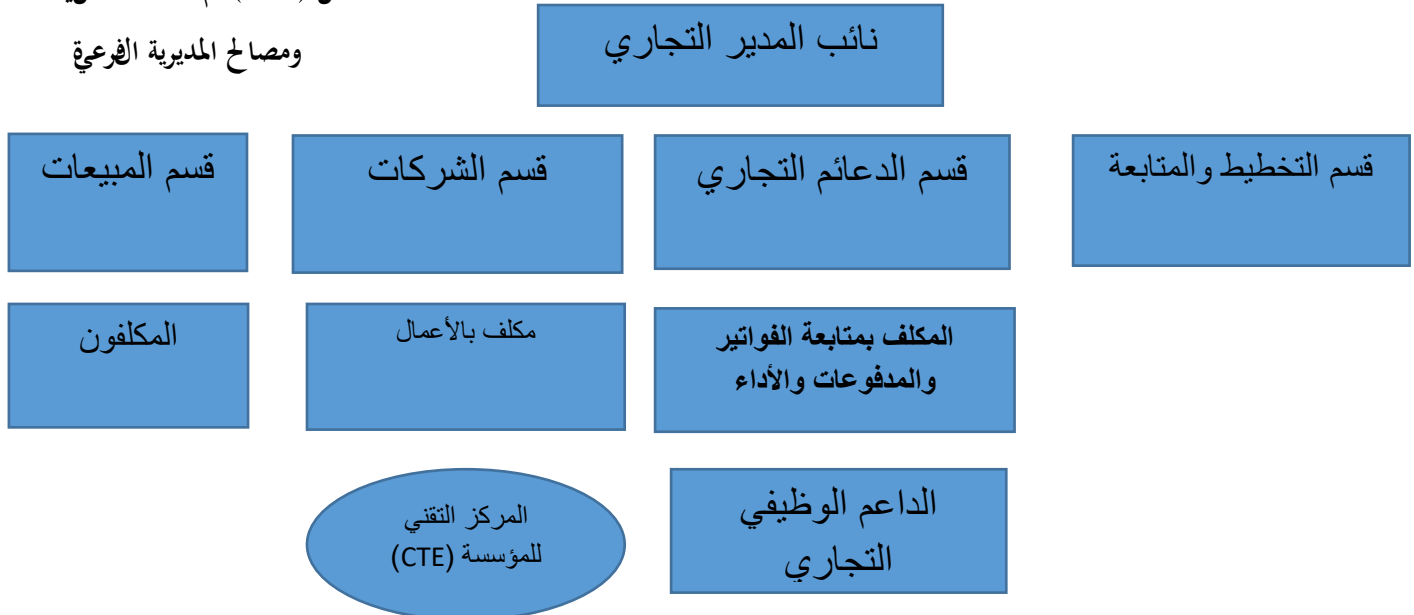 ومصالح المديرية الفرعية
نائب المدير التجاري
قسم التخطيط والمتابعة
قسم الدعائم التجاري
قسم الشركات
قسم المبيعات
المكلف بمتابعة الفواتير
والمدفوعات والأداء
مكلف بالأعمال
المكلفون
الداعم الوظيفي
التجاري
المركز التقني
للمؤسسة (CTE)